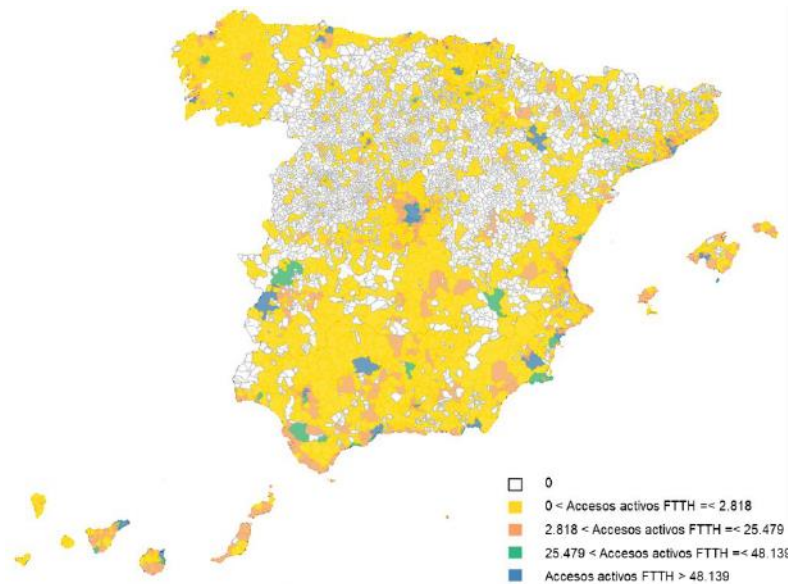 0
0 < Accesos activos FTTH =< 2.818
2.818 < Accesos activos FTTH =< 25.479
25.479 < Accesos activos FTTH =< 48.139
Accesos activos FTTH > 48.139